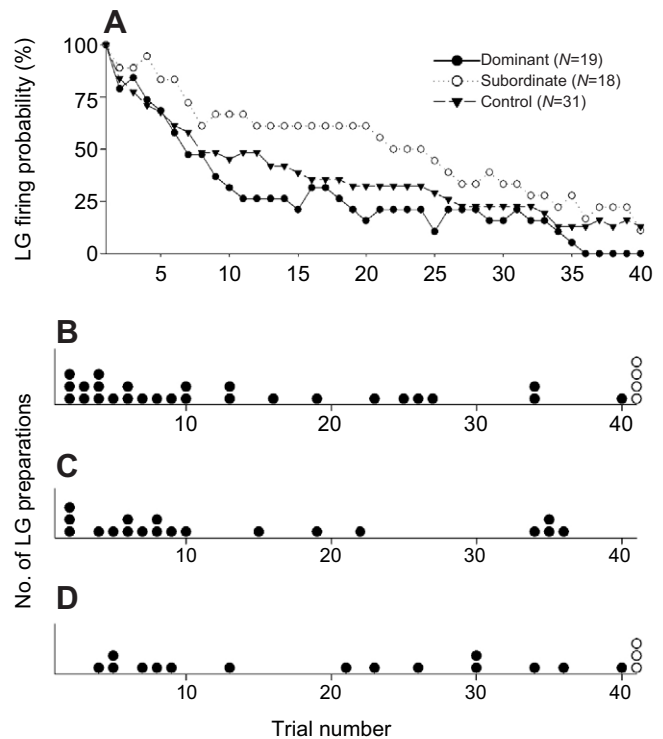 A
LG firing probability (%)
100
75
50
25
0
Dominant (N=19)
Subordinate (N=18)
Control (N=31)
5 10 15 20 25 30 35 40
No. of LG preparations
B
10 20 30 40
C
10 20 30 40
D
10 20 30 40
Trial number